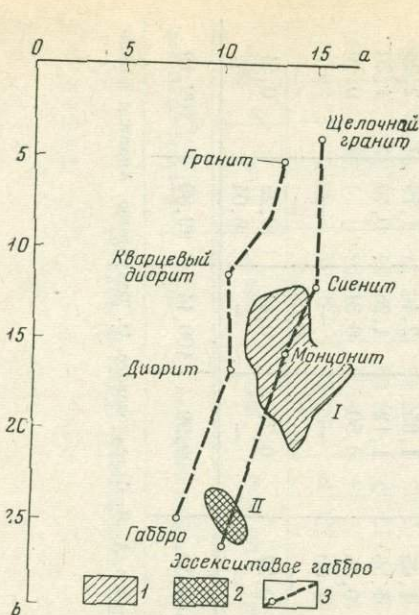 0 5 10 15 a
Щелочной
гранит
Гранит
5
10
Кварцевый
диорит
Сиенит
15
Диорит
Монцонит
I
20
II
25
Габбро
Эссекситовое габбро
b
1 2 3